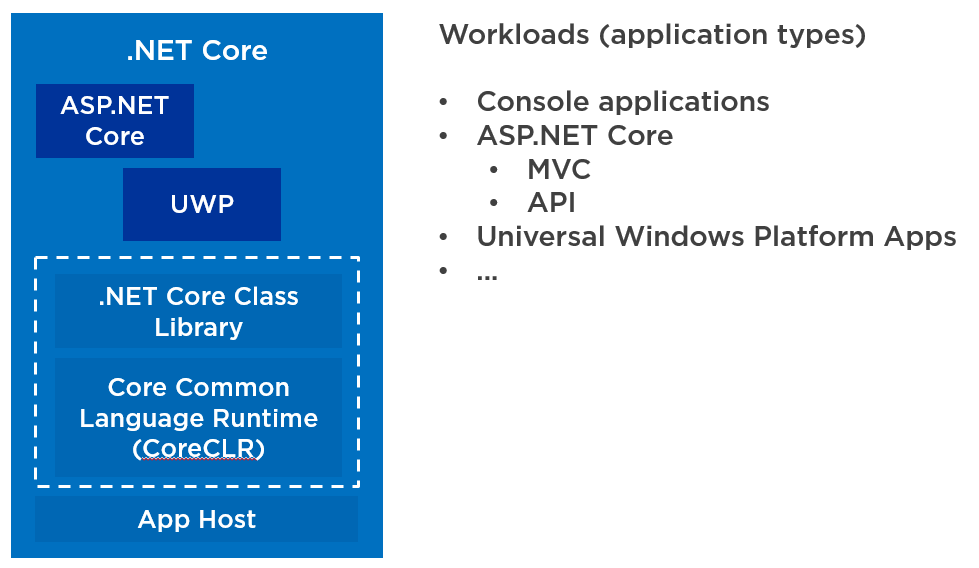 .NET Core
ASP.NET
Core
UWP
.NET Core Class
Library
Core Common
Language Runtime
(CoreCLR)
App Host
Workloads (application types)
• Console applications
• ASP.NET Core
• MVC
• API
• Universal Windows Platform Apps
• ...